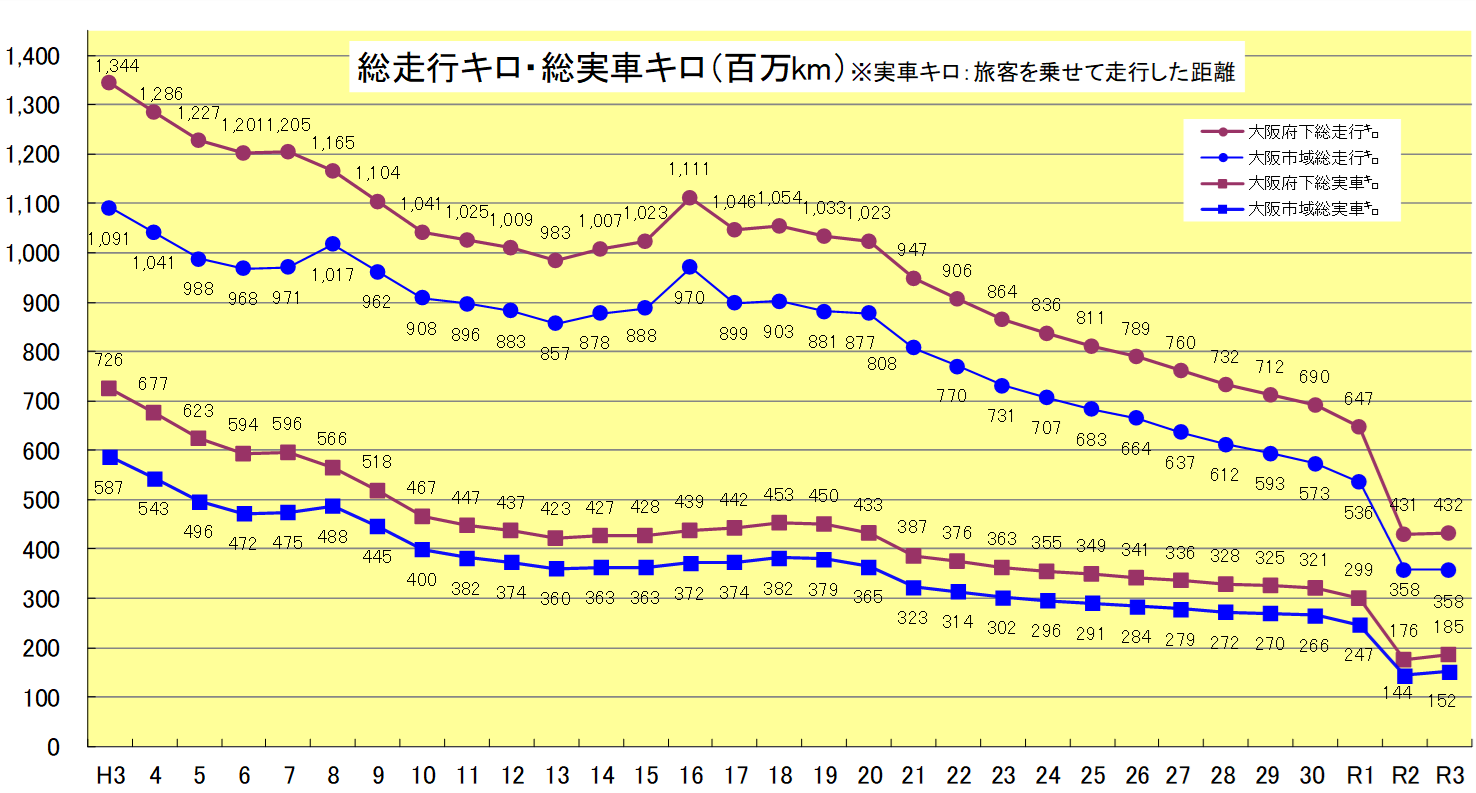 総走行キロ・総実車キロ（百万km）※実車キロ：旅客を乗せて走行した距離
大阪府下総走行ｷﾛ
大阪市域総走行ｷﾛ
大阪府下総実車ｷﾛ
大阪市域総実車ｷﾛ
1,400
1,300
1,200
1,100
1,000
900
800
700
600
500
400
300
200
100
0
1,344 1,286 1,227 1,201 1,205 1,165 1,104 1,041 1,025 1,009 983 1,007 1,023 1,111 1,046 1,054 1,033 1,023 947 906 864 836 811 789 760 732 712 690 647 431 432
1,091 1,041 988 968 971 1,017 962 908 896 883 857 878 888 970 899 903 881 877 808 770 731 707 683 664 637 612 593 573 536 358 358
726 677 623 594 596 566 518 467 447 437 423 427 428 439 442 453 450 433 387 376 363 355 349 341 336 328 325 321 299 176 185
587 543 496 472 475 488 445 400 382 374 360 363 363 372 374 382 379 365 323 314 302 296 291 284 279 272 270 266 247 144 152
H3 4 5 6 7 8 9 10 11 12 13 14 15 16 17 18 19 20 21 22 23 24 25 26 27 28 29 30 R1 R2 R3